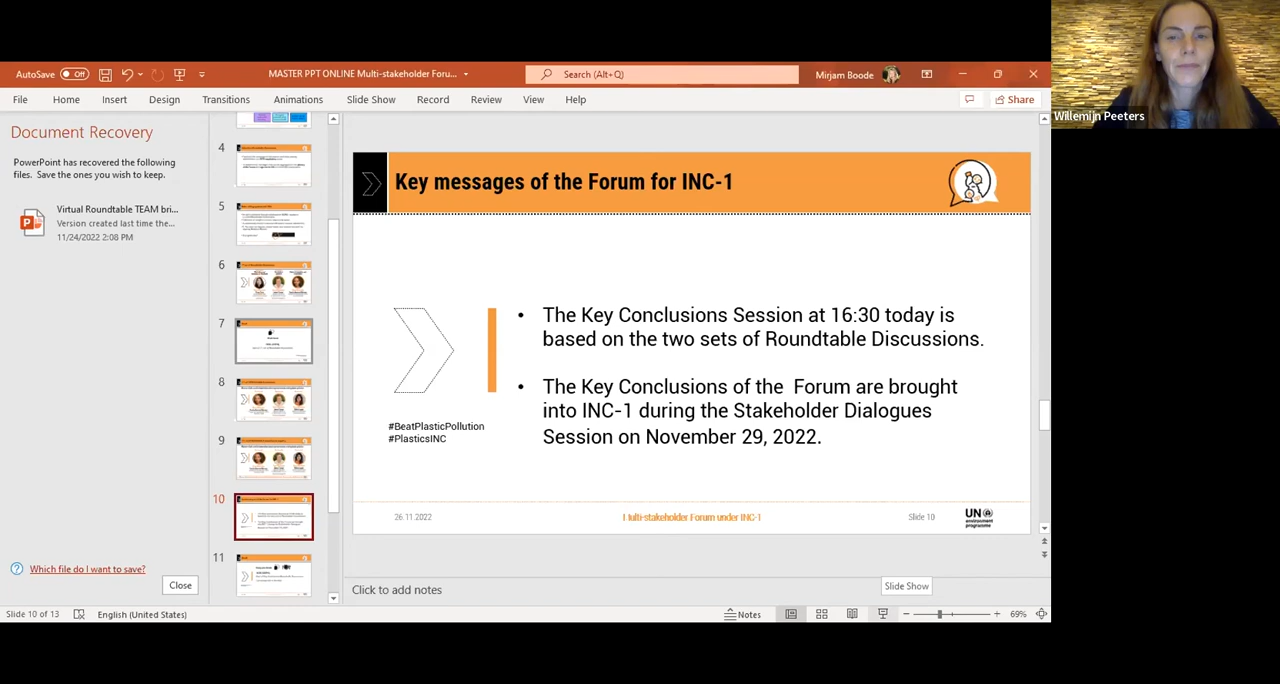 AutoSave Off
MASTER PPT ONLINE Multi-stakeholder Foru...
Search (Alt+Q)
Mirjam Boode
File Home Insert Design Transitions Animations Slide Show Record Review View Help
Share
Willemijn Peeters
Document Recovery
PowerPoint has recovered the following
files. Save the ones you wish to keep.
Virtual Roundtable TEAM bri...
Version created last time the...
11/24/2022 2:08 PM
Which file do I want to save?
Close
4
5
6
7
8
9
10
11
Key messages of the Forum for INC-1
• The Key Conclusions Session at 16:30 today is
based on the two sets of Roundtable Discussions.
• The Key Conclusions of the Forum are brought
into INC-1 during the Stakeholder Dialogues
Session on November 29, 2022.
#BeatPlasticPollution
#PlasticsINC
26.11.2022
Multi-stakeholder Forum under INC-1
Slide 10
UN
environment
programme
Click to add notes
Slide Show
Slide 10 of 13
English (United States)
Notes
69%